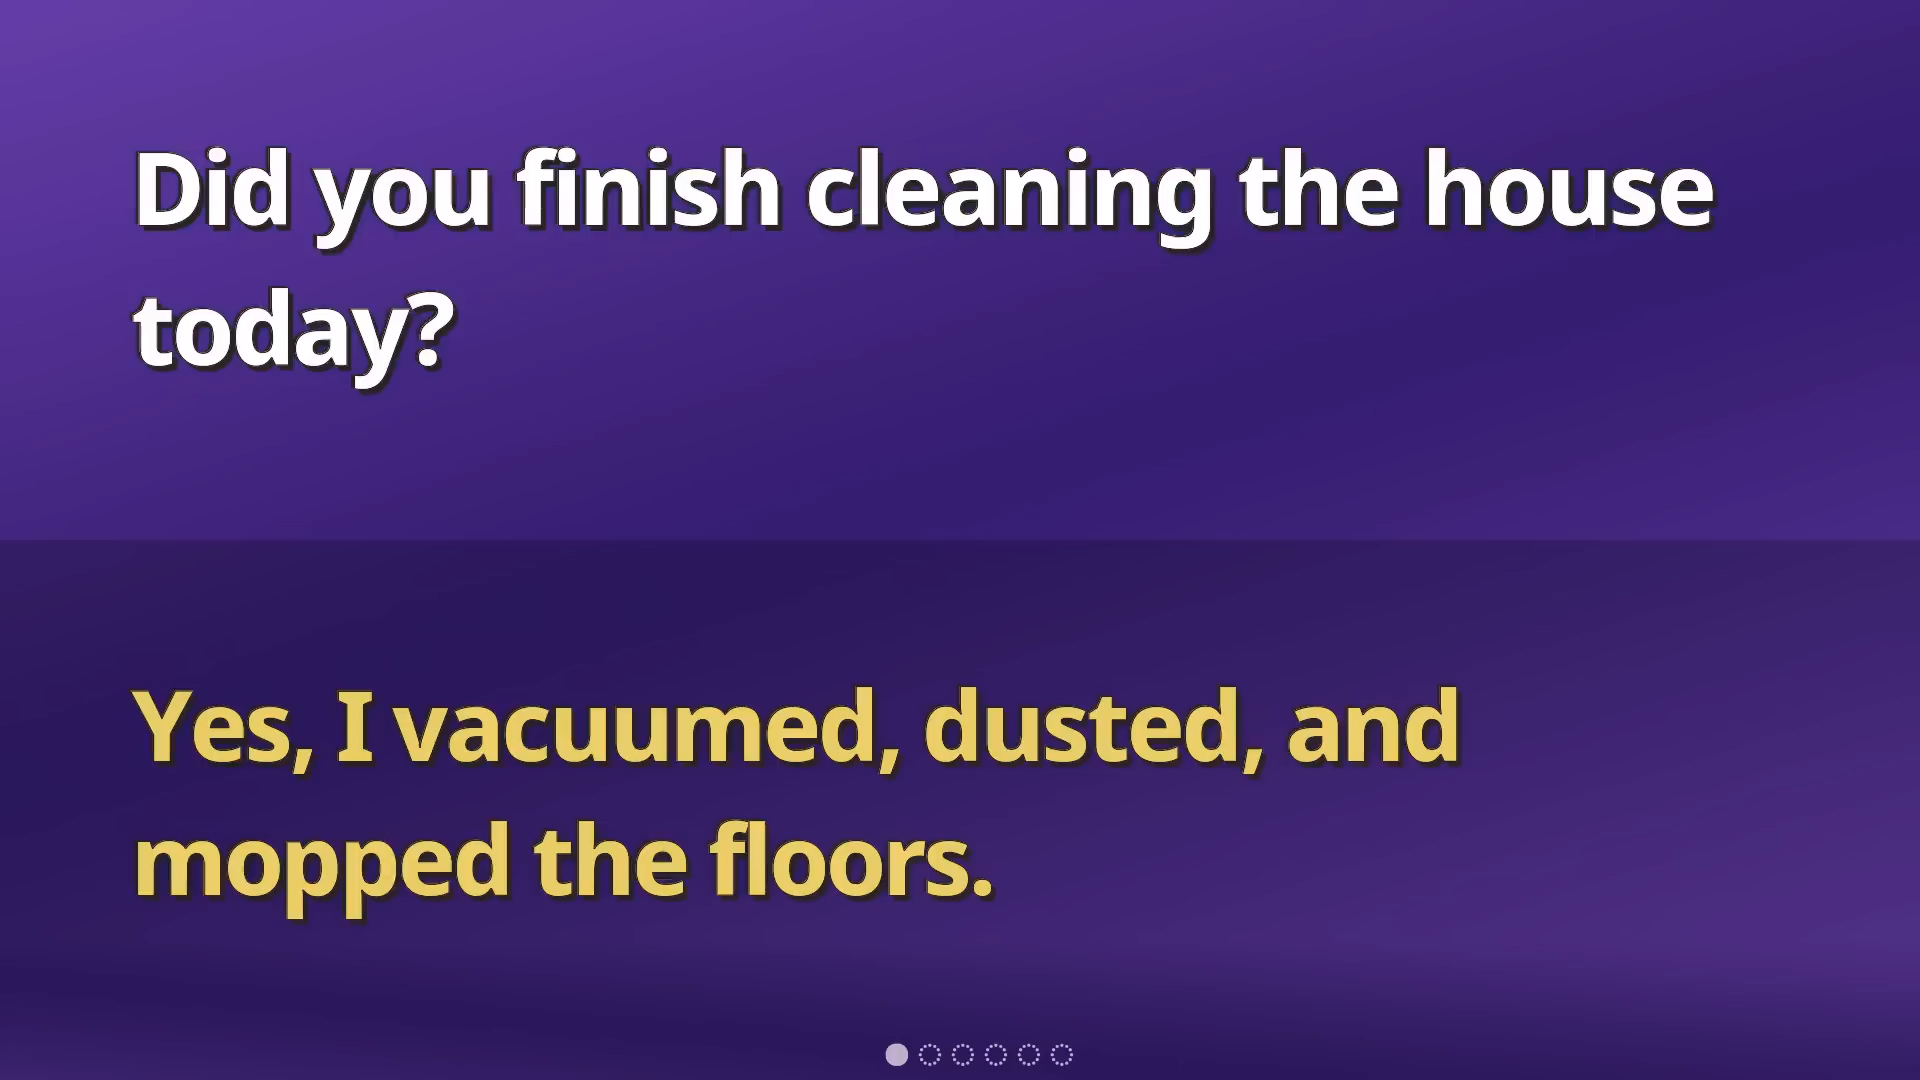 Did you finish cleaning the house
today?
Yes, I vacuumed, dusted, and
mopped the floors.